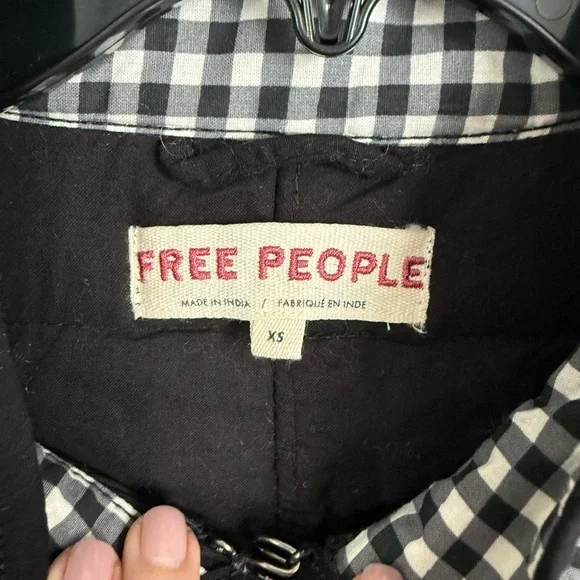 FREE PEOPLE
MADE IN INDIA / FABRIQUÉ EN INDE
XS